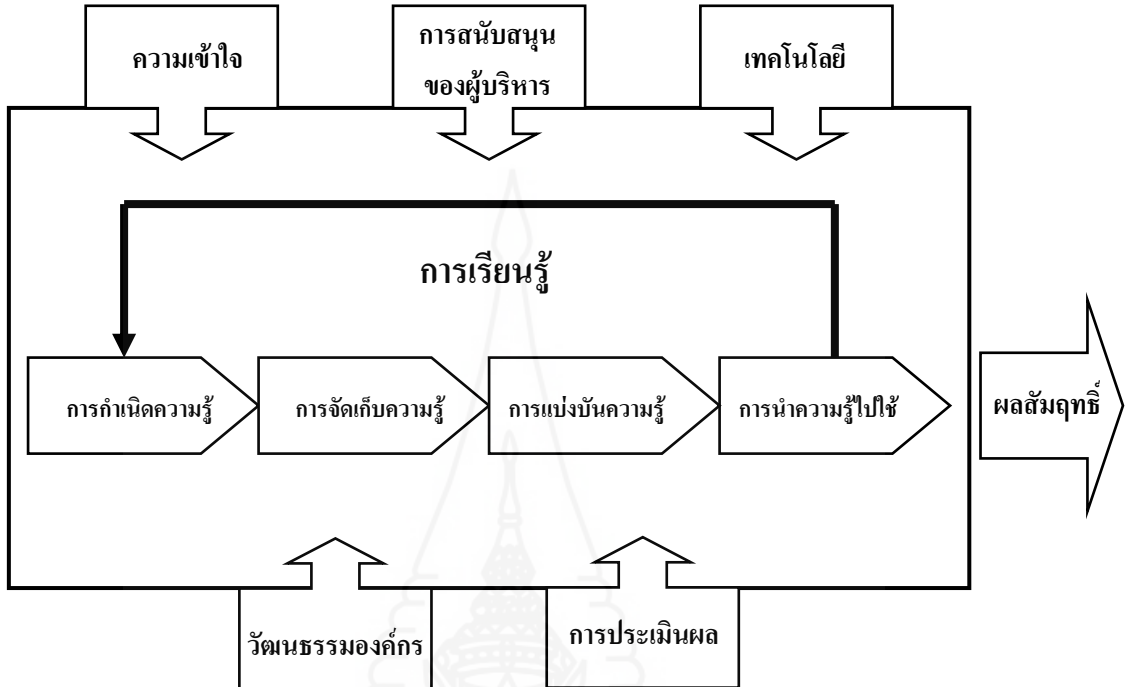 ความเข้าใจ
การสนับสนุน
ของผู้บริหาร
เทคโนโลยี
การเรียนรู้
การกำเนิดความรู้
การจัดเก็บความรู้
การแบ่งบันความรู้
การนำความรู้ไปใช้
ผลสัมฤทธิ์
วัฒนธรรมองค์กร
การประเมินผล